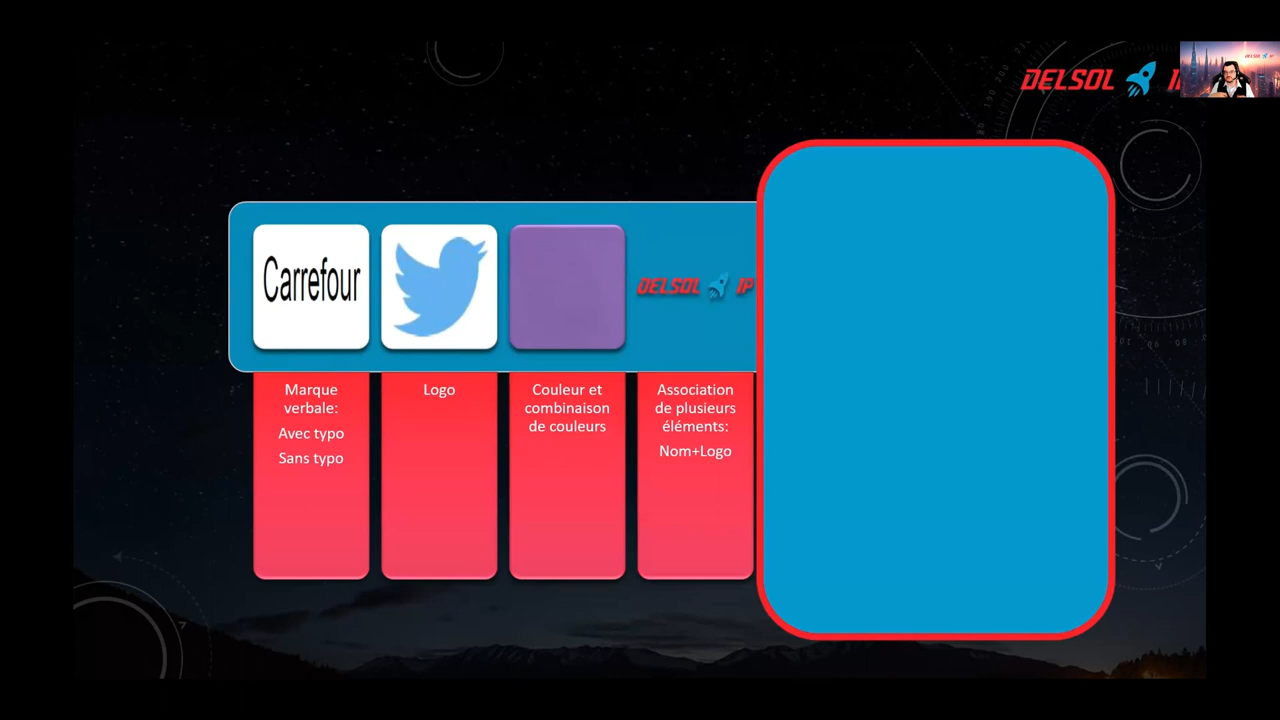 DELSOL
Carrefour
DELSOL IP
Marque
verbale:
Avec typo
Sans typo
Logo
Couleur et
combinaison
de couleurs
Association
de plusieurs
éléments:
Nom+Logo